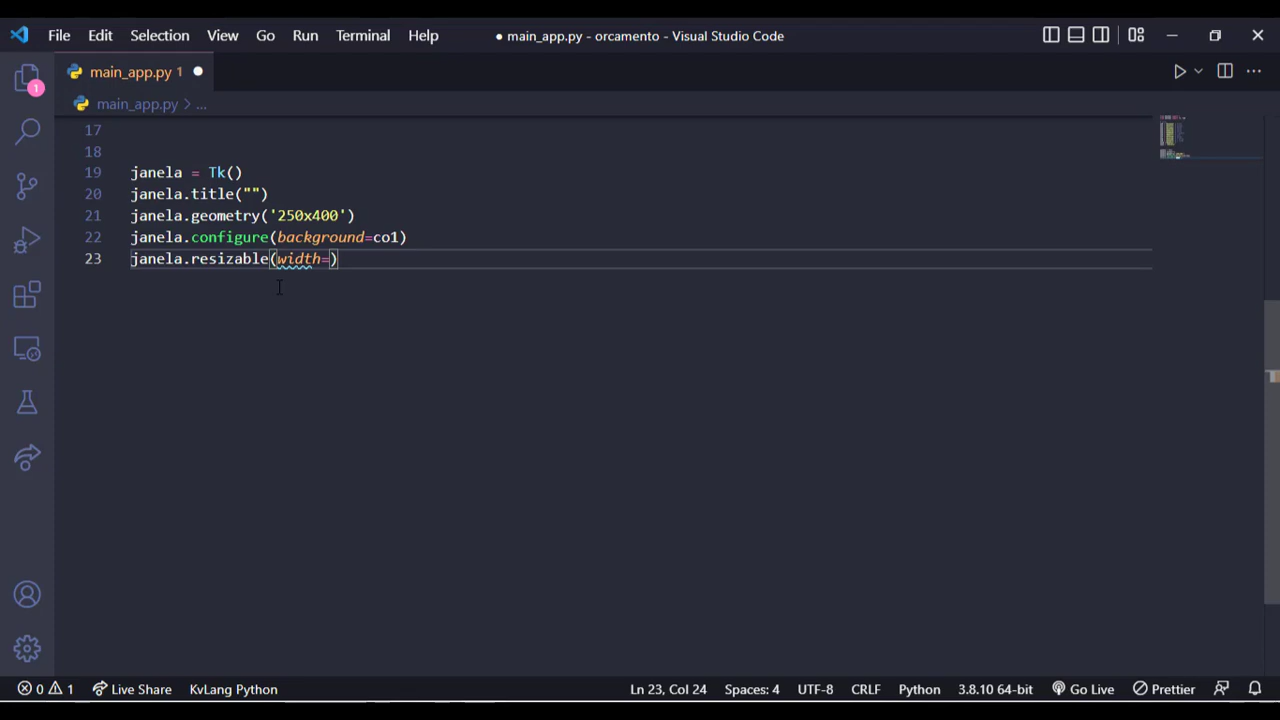 File Edit Selection View Go Run Terminal Help ● main_app.py - orcamento - Visual Studio Code
main_app.py 1
main_app.py > ...
1
17
18
19 janela = Tk()
20 janela.title("")
21 janela.geometry('250x400')
22 janela.configure(background=co1)
23 janela.resizable(width=)
0 1 Live Share KvLang Python Ln 23, Col 24 Spaces: 4 UTF-8 CRLF Python 3.8.10 64-bit Go Live Prettier